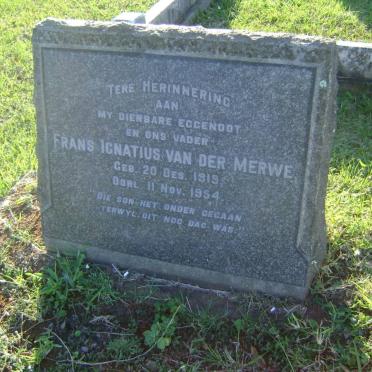 TERE HERINNERING
AAN
MY DIERBARE EGGENOOT
EN ONS VADER
FRANS IGNATIUS VAN DER MERWE
GEB. 20 DES. 1919
OORL. 11 NOV. 1954.
"DIE SON HET ONDER GEGAAN
TERWYL DIT NOG DAG WAS."